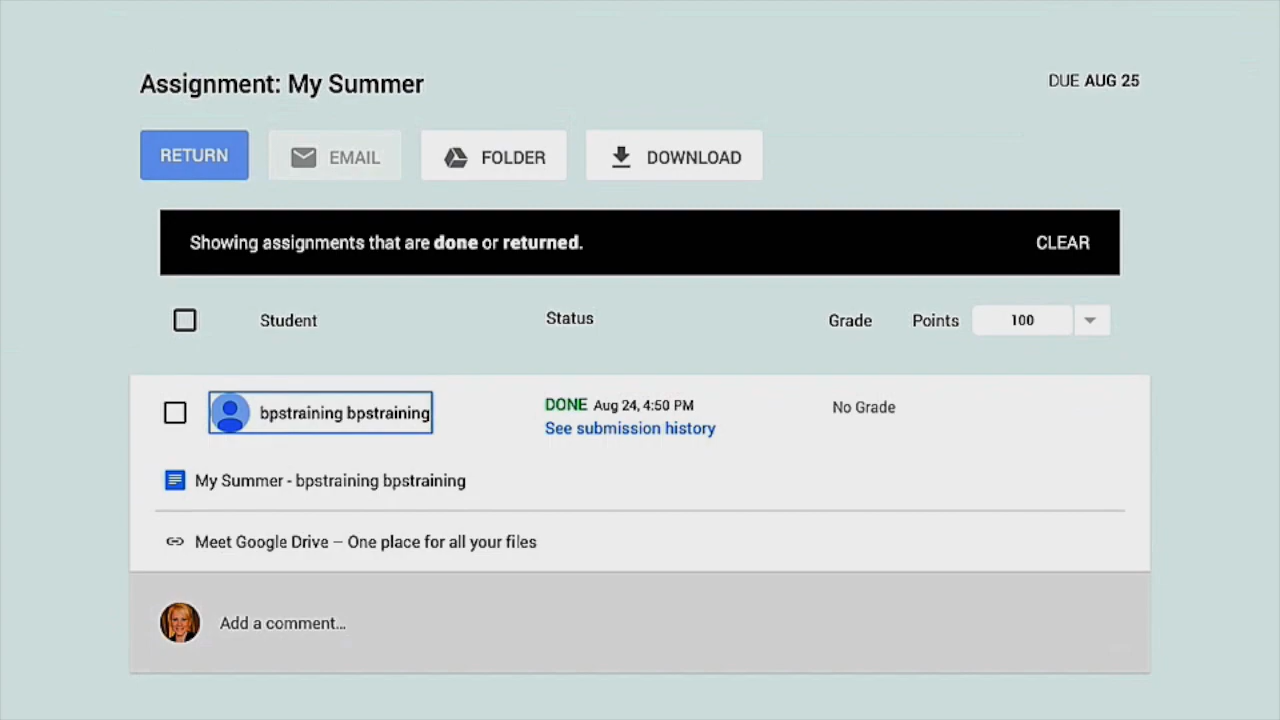 Assignment: My Summer
DUE AUG 25
RETURN
EMAIL
FOLDER
DOWNLOAD
Showing assignments that are done or returned.
CLEAR
Student
Status
Grade
Points
100
bpstraining bpstraining
DONE Aug 24, 4:50 PM
No Grade
See submission history
My Summer - bpstraining bpstraining
Meet Google Drive – One place for all your files
Add a comment...